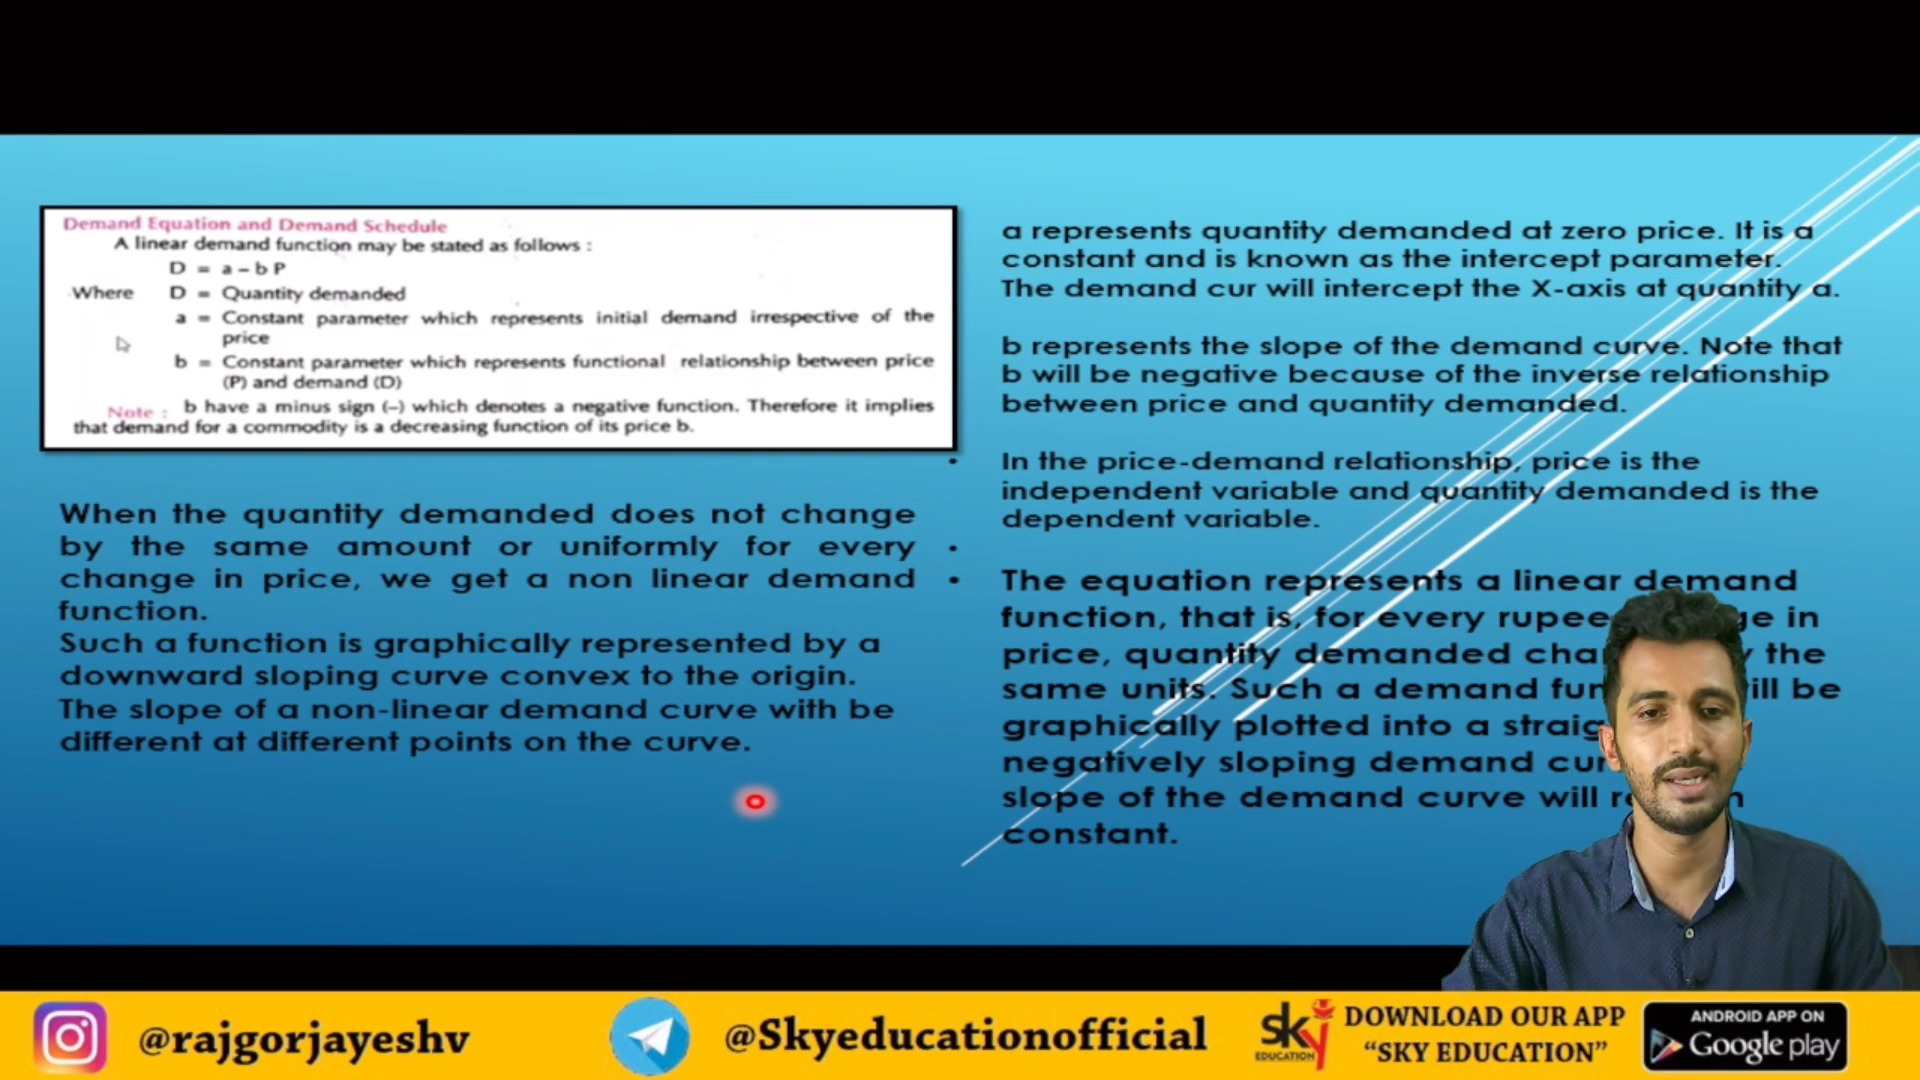 Demand Equation and Demand Schedule
A linear demand function may be stated as follows :
D = a – b P
Where D = Quantity demanded
a = Constant parameter which represents initial demand irrespective of the
price
b = Constant parameter which represents functional relationship between price
(P) and demand (D)
Note : b have a minus sign (–) which denotes a negative function. Therefore it implies
that demand for a commodity is a decreasing function of its price b.
When the quantity demanded does not change
by the same amount or uniformly for every
change in price, we get a non linear demand
function.
Such a function is graphically represented by a
downward sloping curve convex to the origin.
The slope of a non-linear demand curve with be
different at different points on the curve.
a represents quantity demanded at zero price. It is a
constant and is known as the intercept parameter.
The demand cur will intercept the X-axis at quantity a.
b represents the slope of the demand curve. Note that
b will be negative because of the inverse relationship
between price and quantity demanded.
• In the price-demand relationship, price is the
independent variable and quantity demanded is the
dependent variable.
•
• The equation represents a linear demand
function, that is, for every rupee in
price, quantity demanded the
same units. Such a demand be
graphically plotted into a
negatively sloping demand
slope of the demand curve will
constant.
@rajgorjayeshv
@Skyeducationofficial
sky
EDUCATION
DOWNLOAD OUR APP
“SKY EDUCATION”
ANDROID APP ON
Google play